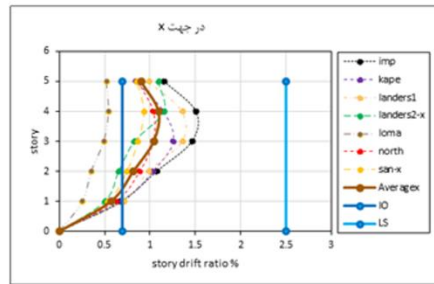 در جهت x
6
5
4
3
2
1
0
story
0
0.5
1
1.5
2
2.5
3
story drift ratio %
imp
kape
landers1
landers2-x
loma
north
san-x
Averagex
IO
LS